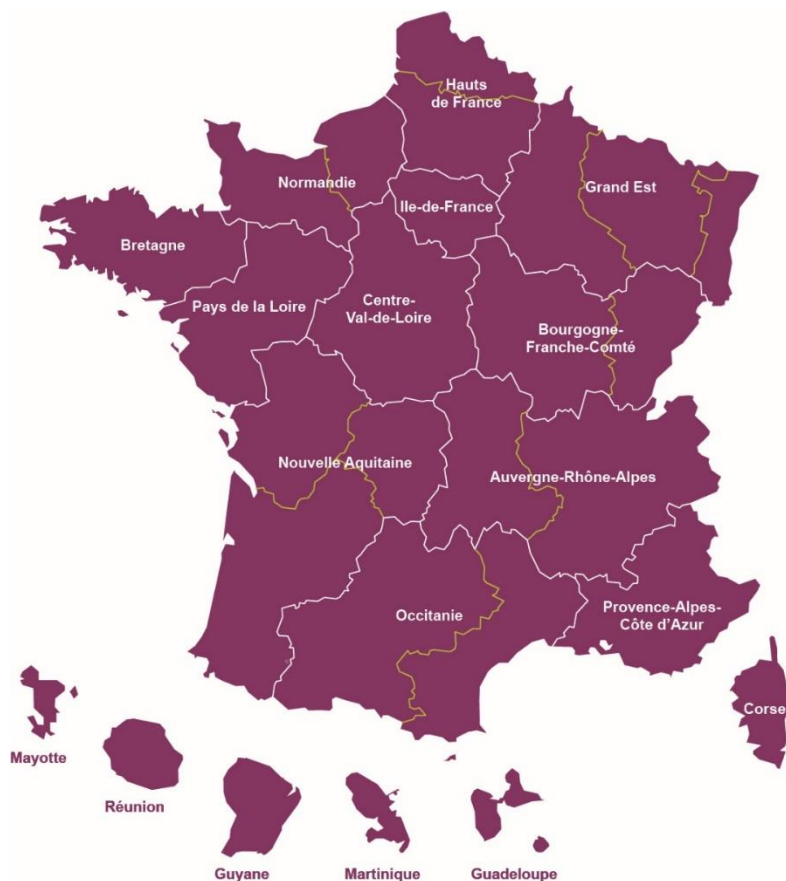 Hauts
de France
Normandie
Ile-de-France
Grand Est
Bretagne
Pays de la Loire
Centre-
Val-de-Loire
Bourgogne-
Franche-Comté
Nouvelle Aquitaine
Auvergne-Rhône-Alpes
Occitanie
Provence-Alpes-
Côte d'Azur
Corse
Mayotte
Réunion
Guyane
Martinique
Guadeloupe